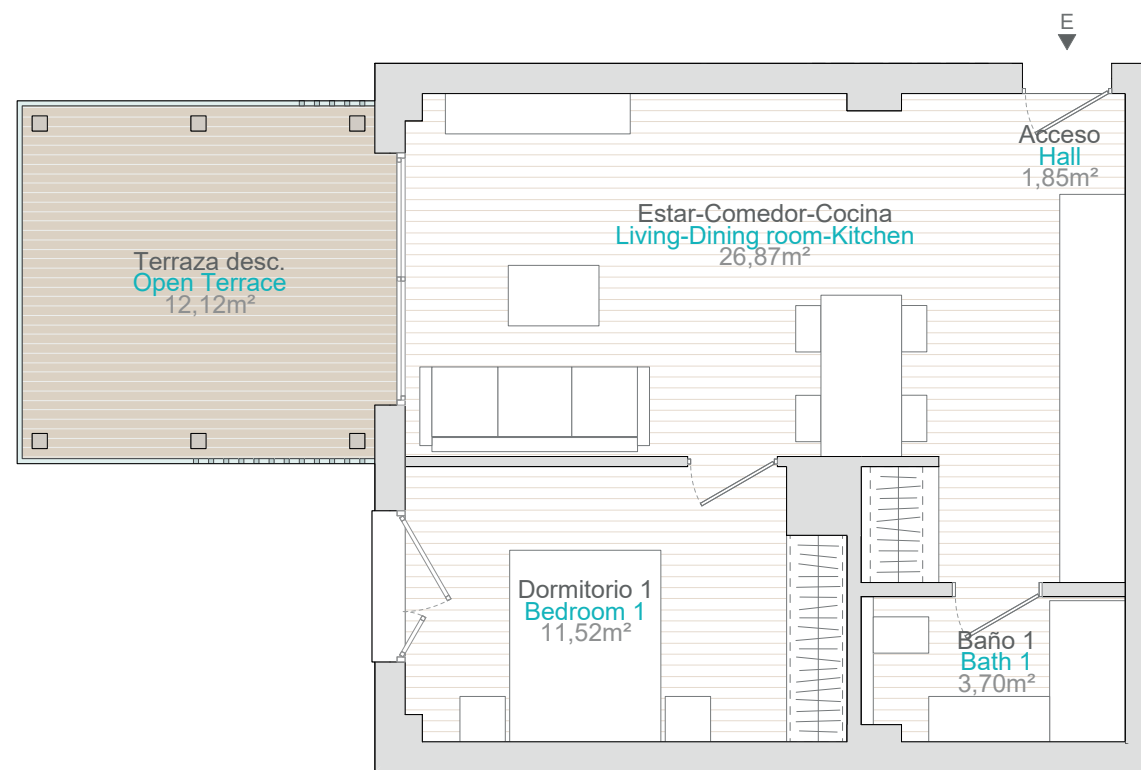 E
Acceso
Hall
1,85m²
Estar-Comedor-Cocina
Living-Dining room-Kitchen
26,87m²
Terraza desc.
Open Terrace
12,12m²
Dormitorio 1
Bedroom 1
11,52m²
Baño 1
Bath 1
3,70m²